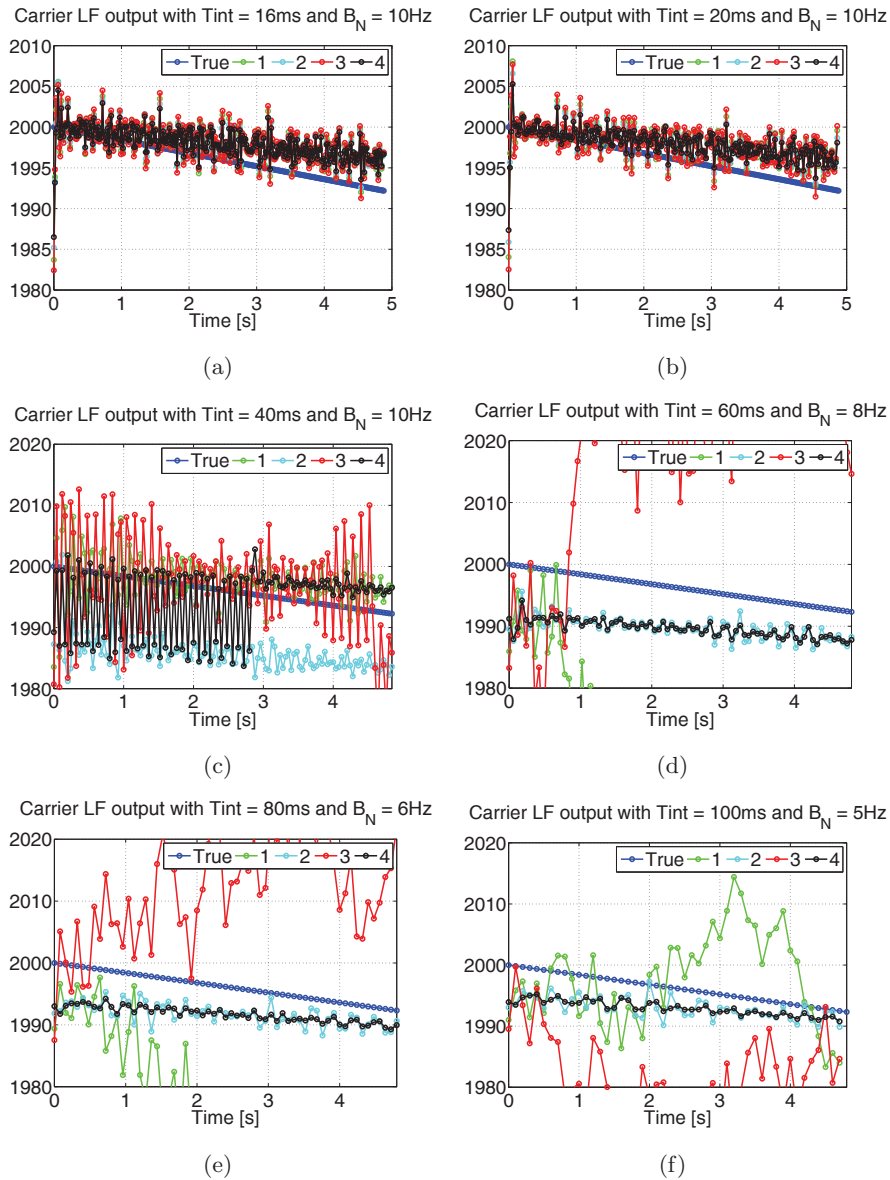 Carrier LF output with Tint = 16ms and B_N = 10Hz
True 1 2 3 4
2010
2005
2000
1995
1990
1985
1980
0 1 2 3 4 5
Time [s]
(a)
Carrier LF output with Tint = 20ms and B_N = 10Hz
True 1 2 3 4
2010
2005
2000
1995
1990
1985
1980
0 1 2 3 4 5
Time [s]
(b)
Carrier LF output with Tint = 40ms and B_N = 10Hz
True 1 2 3 4
2020
2010
2000
1990
1980
0 1 2 3 4
Time [s]
(c)
Carrier LF output with Tint = 60ms and B_N = 8Hz
True 1 2 3 4
2020
2010
2000
1990
1980
0 1 2 3 4
Time [s]
(d)
Carrier LF output with Tint = 80ms and B_N = 6Hz
True 1 2 3 4
2020
2010
2000
1990
1980
0 1 2 3 4
Time [s]
(e)
Carrier LF output with Tint = 100ms and B_N = 5Hz
True 1 2 3 4
2020
2010
2000
1990
1980
0 1 2 3 4
Time [s]
(f)